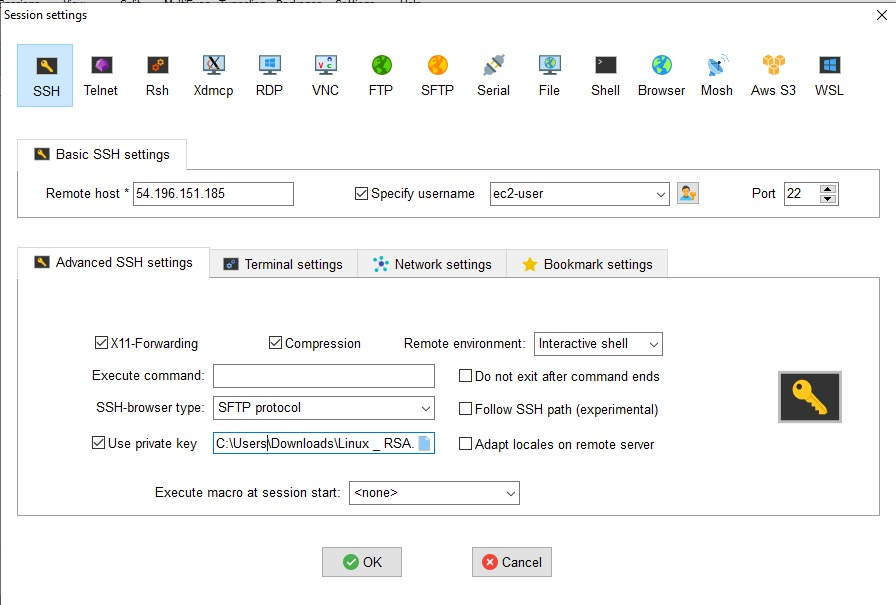 Session settings
SSH Telnet Rsh Xdmcp RDP VNC FTP SFTP Serial File Shell Browser Mosh Aws S3 WSL
Basic SSH settings
Remote host * 54.196.151.185 Specify username ec2-user Port 22
Advanced SSH settings Terminal settings Network settings Bookmark settings
X11-Forwarding Compression Remote environment: Interactive shell
Execute command: Do not exit after command ends
SSH-browser type: SFTP protocol Follow SSH path (experimental)
Use private key C:\Users\Downloads\Linux _ RSA. Adapt locales on remote server
Execute macro at session start: <none>
OK Cancel